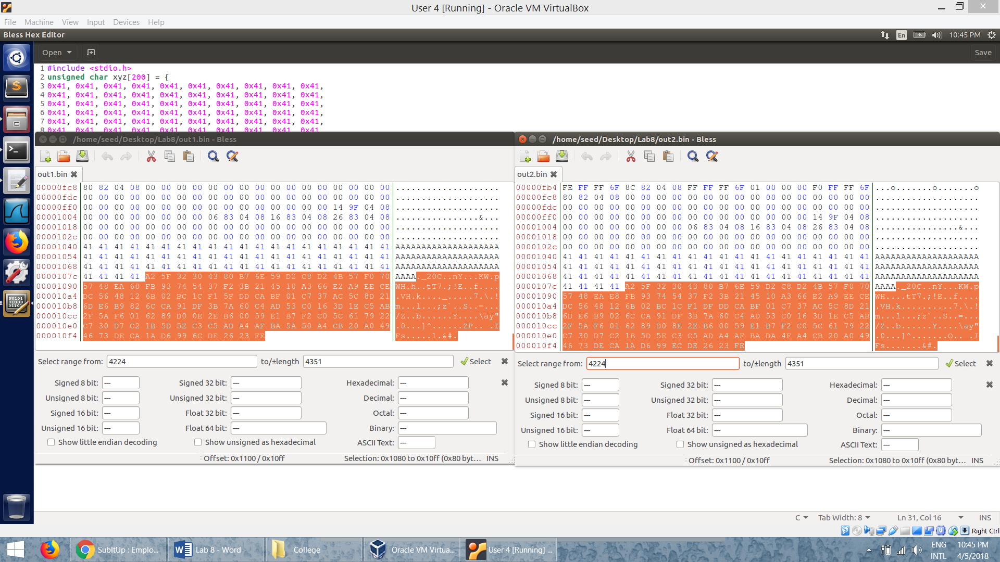 User 4 [Running] - Oracle VM VirtualBox
File Machine View Input Devices Help
Bless Hex Editor
En 10:45 PM
Open Save
1 #include <stdio.h>
2 unsigned char xyz[200] = {
3 0x41, 0x41, 0x41, 0x41, 0x41, 0x41, 0x41, 0x41, 0x41, 0x41,
4 0x41, 0x41, 0x41, 0x41, 0x41, 0x41, 0x41, 0x41, 0x41, 0x41,
5 0x41, 0x41, 0x41, 0x41, 0x41, 0x41, 0x41, 0x41, 0x41, 0x41,
6 0x41, 0x41, 0x41, 0x41, 0x41, 0x41, 0x41, 0x41, 0x41, 0x41,
7 0x41, 0x41, 0x41, 0x41, 0x41, 0x41, 0x41, 0x41, 0x41, 0x41,
8 0x41, 0x41, 0x41, 0x41, 0x41, 0x41, 0x41, 0x41, 0x41, 0x41,
/home/seed/Desktop/Lab8/out1.bin - Bless
out1.bin
00000fc8 80 82 04 08 00 00 00 00 00 00 00 00 00 00 00 00 00 00 00 00 ....................
00000fdc 00 00 00 00 00 00 00 00 00 00 00 00 00 00 00 00 00 00 00 00 ....................
00000ff0 00 00 00 00 00 00 00 00 00 00 00 00 00 00 00 00 14 9F 04 08 ....................
00001004 00 00 00 00 00 00 00 00 06 83 04 08 16 83 04 08 26 83 04 08 ................&...
00001018 00 00 00 00 00 00 00 00 00 00 00 00 00 00 00 00 00 00 00 00 ....................
0000102c 00 00 00 00 00 00 00 00 00 00 00 00 00 00 00 00 00 00 00 00 ....................
00001040 41 41 41 41 41 41 41 41 41 41 41 41 41 41 41 41 41 41 41 41 AAAAAAAAAAAAAAAAAAAA
00001054 41 41 41 41 41 41 41 41 41 41 41 41 41 41 41 41 41 41 41 41 AAAAAAAAAAAAAAAAAAAA
00001068 41 41 41 41 41 41 41 41 41 41 41 41 41 41 41 41 41 41 41 41 AAAAAAAAAAAAAAAAAAAA
0000107c 41 41 41 41 A2 5F 32 30 43 80 B7 6E 59 D2 C8 D2 4B 57 F0 70 AAAA._20C..nY...KW.p
00001090 57 48 EA 68 FB 93 74 54 37 F2 3B 21 45 10 A3 66 E2 A9 EE CE WH.h..tT7.;!E..f....
000010a4 DC 56 48 12 6B 02 BC 1C F1 5F DD CA BF 01 C7 37 AC 5C 8D 21 .VH.k...._.....7.\.!
000010b8 6D E6 B9 82 6C CA 91 DF 3B 7A 60 C4 AD 53 C0 16 3D 1E C5 AB m...l...;z`..S..=...
000010cc 2F 5A F6 01 62 89 D0 0E 2E B6 00 59 E1 B7 F2 C0 5C 61 79 22 /Z..b......Y....\ay"
000010e0 C7 30 D7 C2 1B 5D 5E C3 C5 AD A4 AF BA 5A 50 A4 CB 20 A0 49 .0...]^......ZP.. .I
000010f4 46 73 DE CA 1A D6 99 6C DE 26 23 FE Fs.....l.&#.
Select range from: 4224 to/±length 4351 Select
Signed 8 bit: --- Signed 32 bit: --- Hexadecimal: ---
Unsigned 8 bit: --- Unsigned 32 bit: --- Decimal: ---
Signed 16 bit: --- Float 32 bit: --- Octal: ---
Unsigned 16 bit: --- Float 64 bit: --- Binary: ---
Show little endian decoding Show unsigned as hexadecimal ASCII Text: ---
Offset: 0x1100 / 0x10ff Selection: 0x1080 to 0x10ff (0x80 byt... INS
/home/seed/Desktop/Lab8/out2.bin - Bless
out2.bin
00000fb4 FE FF FF 6F 8C 82 04 08 FF FF FF 6F 01 00 00 00 F0 FF FF 6F ...o.......o.......o
00000fc8 80 82 04 08 00 00 00 00 00 00 00 00 00 00 00 00 00 00 00 00 ....................
00000fdc 00 00 00 00 00 00 00 00 00 00 00 00 00 00 00 00 00 00 00 00 ....................
00000ff0 00 00 00 00 00 00 00 00 00 00 00 00 00 00 00 00 14 9F 04 08 ....................
00001004 00 00 00 00 00 00 00 00 06 83 04 08 16 83 04 08 26 83 04 08 ................&...
00001018 00 00 00 00 00 00 00 00 00 00 00 00 00 00 00 00 00 00 00 00 ....................
0000102c 00 00 00 00 00 00 00 00 00 00 00 00 00 00 00 00 00 00 00 00 ....................
00001040 41 41 41 41 41 41 41 41 41 41 41 41 41 41 41 41 41 41 41 41 AAAAAAAAAAAAAAAAAAAA
00001054 41 41 41 41 41 41 41 41 41 41 41 41 41 41 41 41 41 41 41 41 AAAAAAAAAAAAAAAAAAAA
00001068 41 41 41 41 41 41 41 41 41 41 41 41 41 41 41 41 41 41 41 41 AAAAAAAAAAAAAAAAAAAA
0000107c 41 41 41 41 A2 5F 32 30 43 80 B7 6E 59 D2 C8 D2 4B 57 F0 70 AAAA._20C..nY...KW.p
00001090 57 48 EA E8 FB 93 74 54 37 F2 3B 21 45 10 A3 66 E2 A9 EE CE WH....tT7.;!E..f....
000010a4 DC 56 48 12 6B 02 BC 1C F1 DF DD CA BF 01 C7 37 AC 5C 8D 21 .VH.k..........7.\.!
000010b8 6D E6 B9 02 6C CA 91 DF 3B 7A 60 C4 AD 53 C0 16 3D 1E C5 AB m...l...;z`..S..=...
000010cc 2F 5A F6 01 62 89 D0 8E 2E B6 00 59 E1 B7 F2 C0 5C 61 79 22 /Z..b......Y....\ay"
000010e0 C7 30 D7 C2 1B 5D 5E C3 C5 AD A4 AF BA DA 4F A4 CB 20 A0 49 .0...]^.......O.. .I
000010f4 46 73 DE CA 1A D6 99 EC DE 26 23 FE Fs.......&#.
Select range from: 4224 to/±length 4351 Select
Signed 8 bit: --- Signed 32 bit: --- Hexadecimal: ---
Unsigned 8 bit: --- Unsigned 32 bit: --- Decimal: ---
Signed 16 bit: --- Float 32 bit: --- Octal: ---
Unsigned 16 bit: --- Float 64 bit: --- Binary: ---
Show little endian decoding Show unsigned as hexadecimal ASCII Text: ---
Offset: 0x1100 / 0x10ff Selection: 0x1080 to 0x10ff (0x80 byt... INS
C Tab Width: 8 Ln 31, Col 16 INS
Right Ctrl
SubItUp : Emplo... Lab 8 - Word College Oracle VM Virtua... User 4 [Running] ... ENG 10:45 PM
INTL 4/5/2018